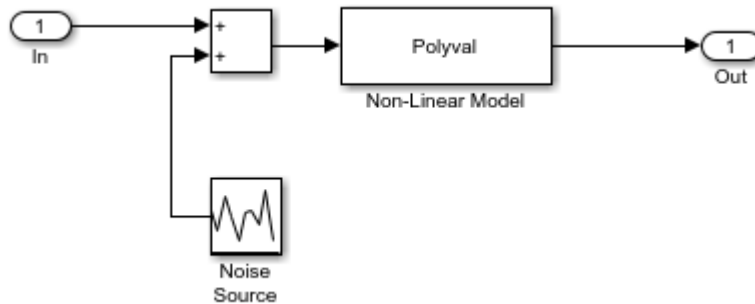 1
In
+
+
Polyval
Non-Linear Model
1
Out
Noise
Source